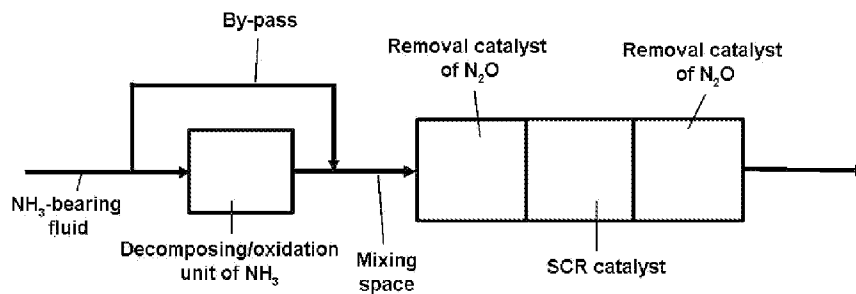 By-pass
Removal catalyst
of N₂O
Removal catalyst
of N₂O
NH₃-bearing
fluid
Decomposing/oxidation
unit of NH₃
Mixing
space
SCR catalyst